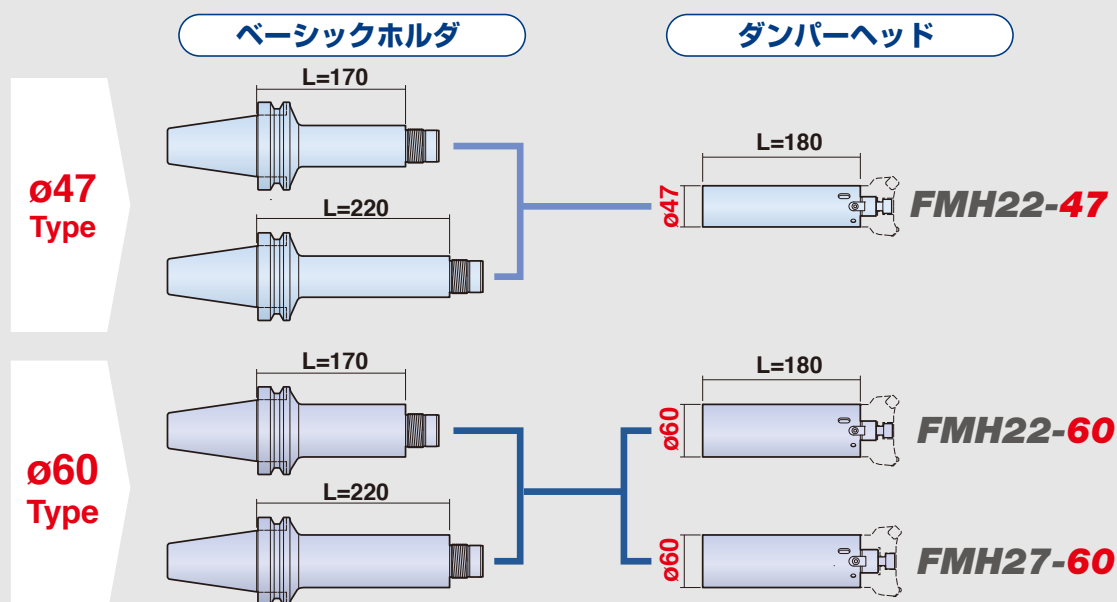 ベーシックホルダ
ダンパーヘッド
ø47
Type
L=170
L=220
L=180
ø47
FMH22-47
ø60
Type
L=170
L=220
L=180
ø60
FMH22-60
ø60
FMH27-60